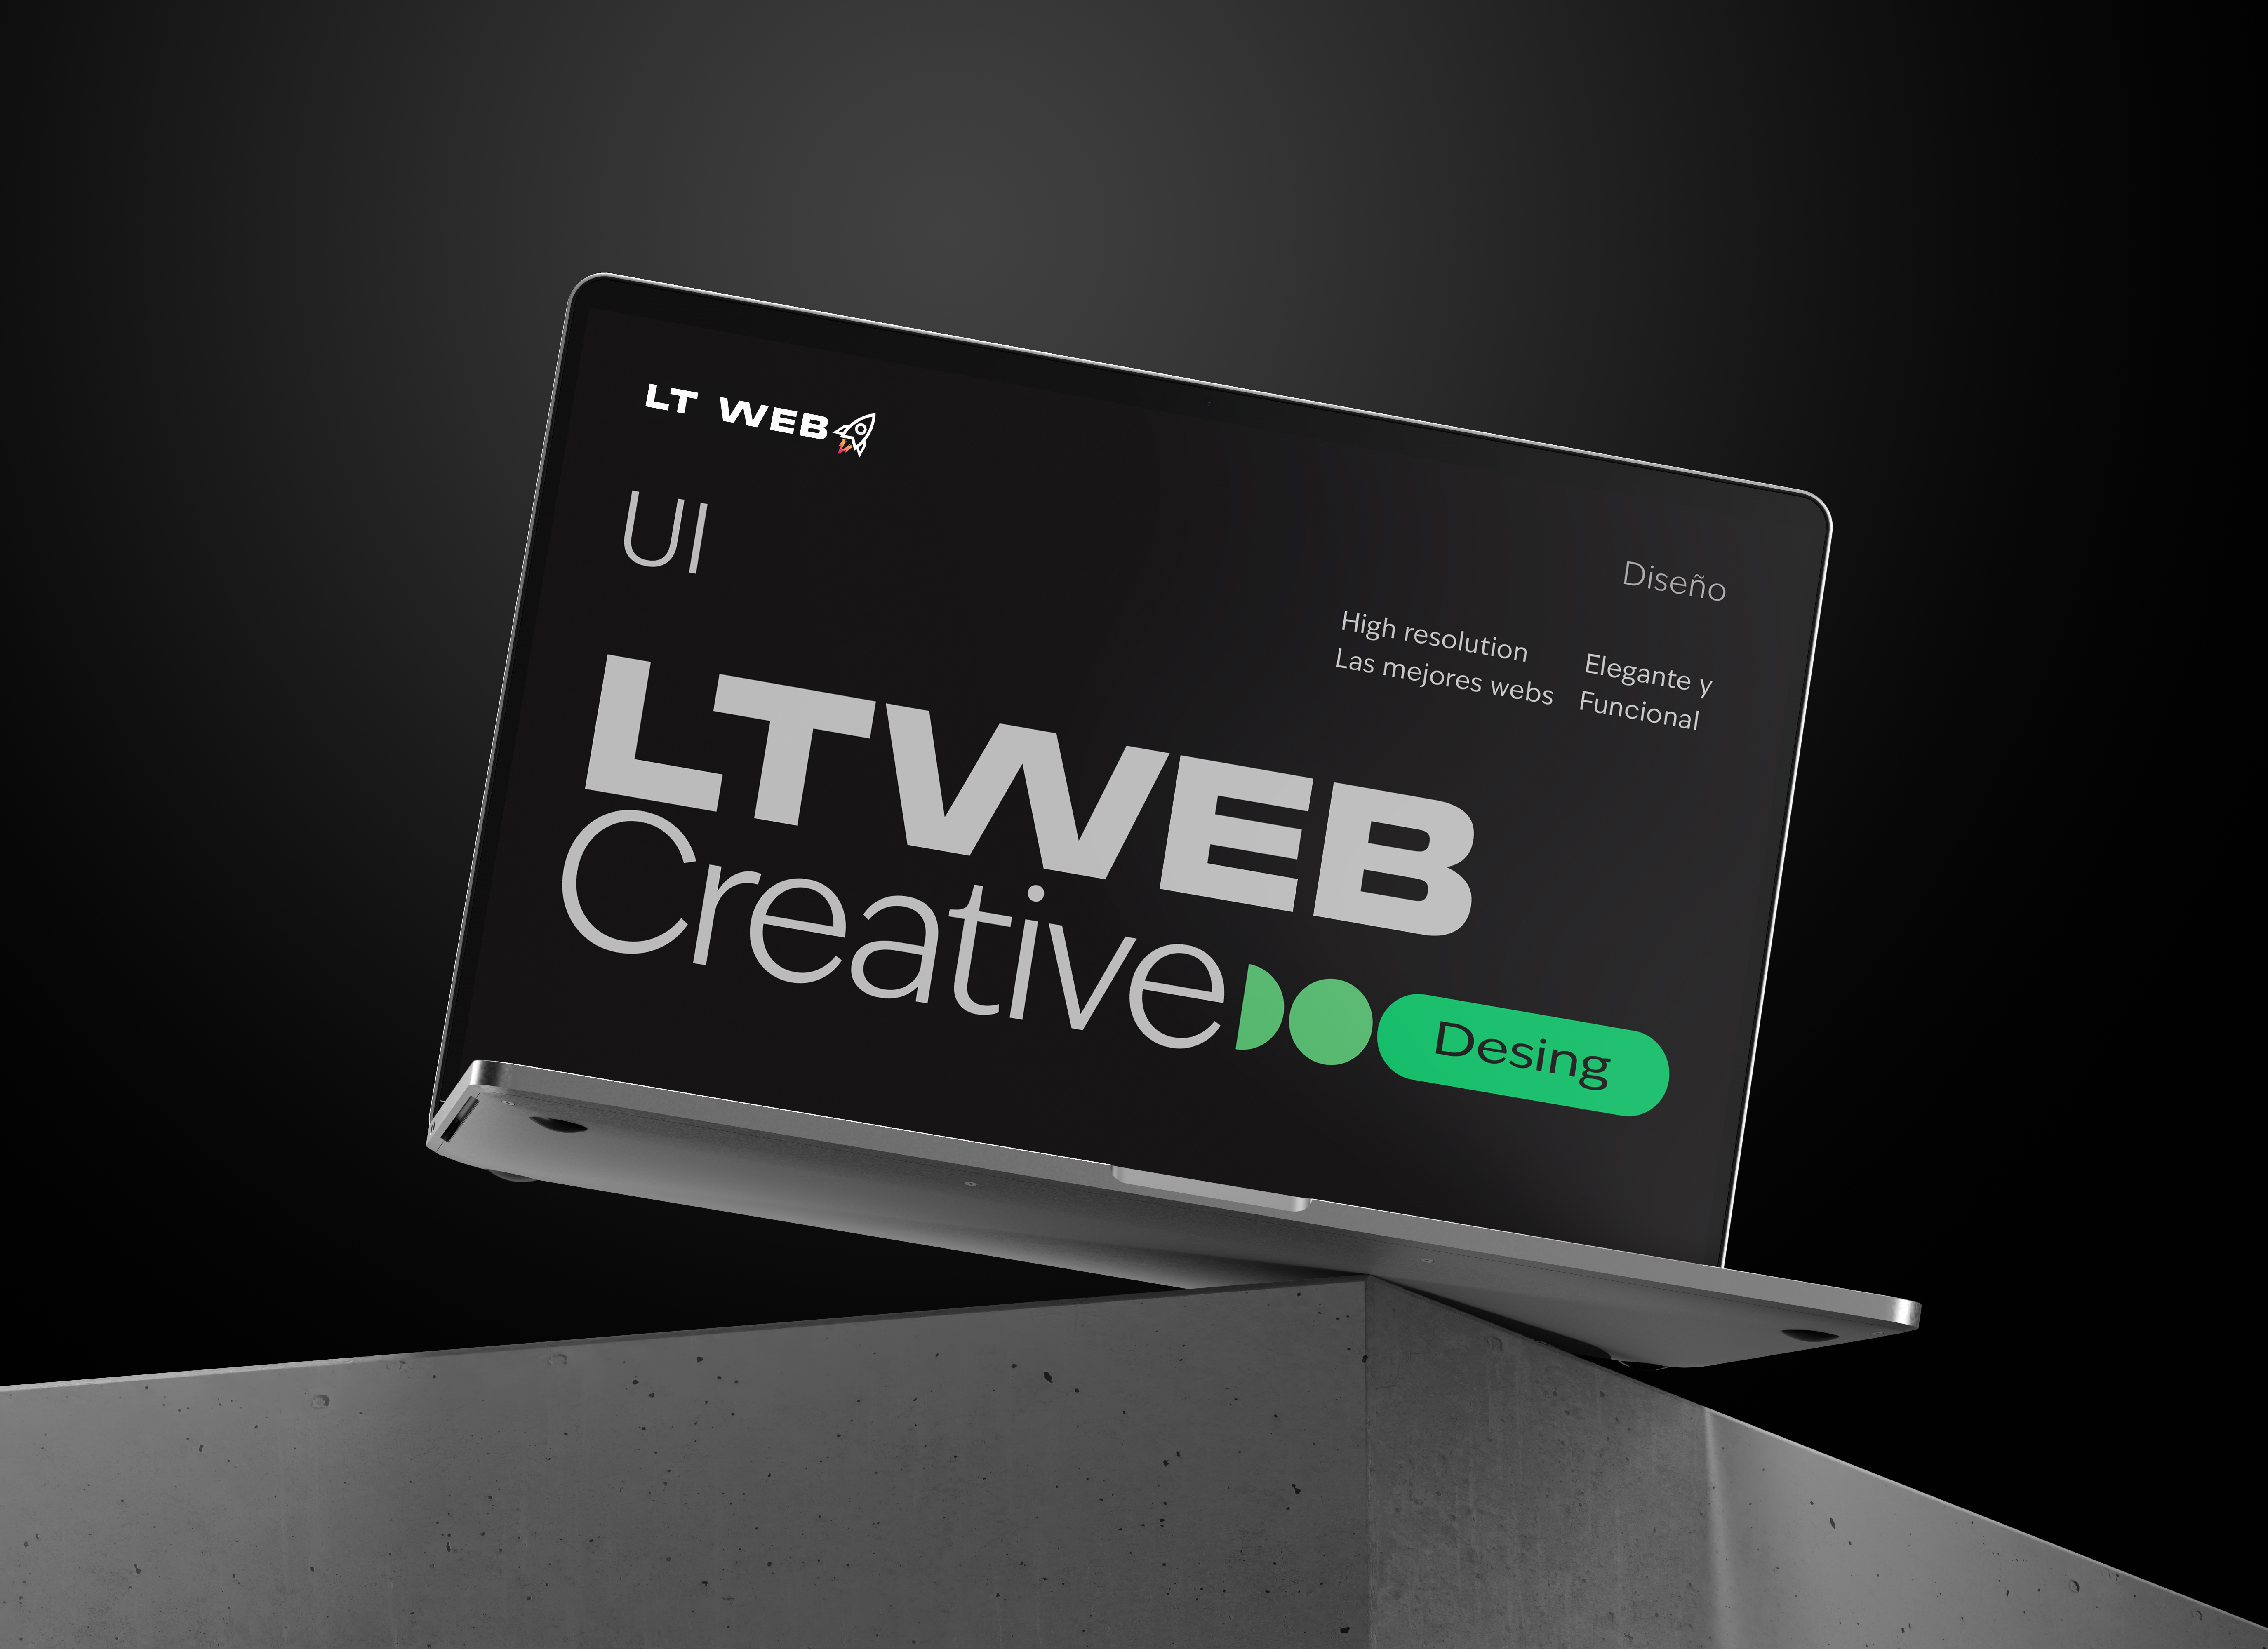 LT WEB
UI
Diseño
High resolution
Las mejores webs
Elegante y
Funcional
LTWEB
Creative
Desing